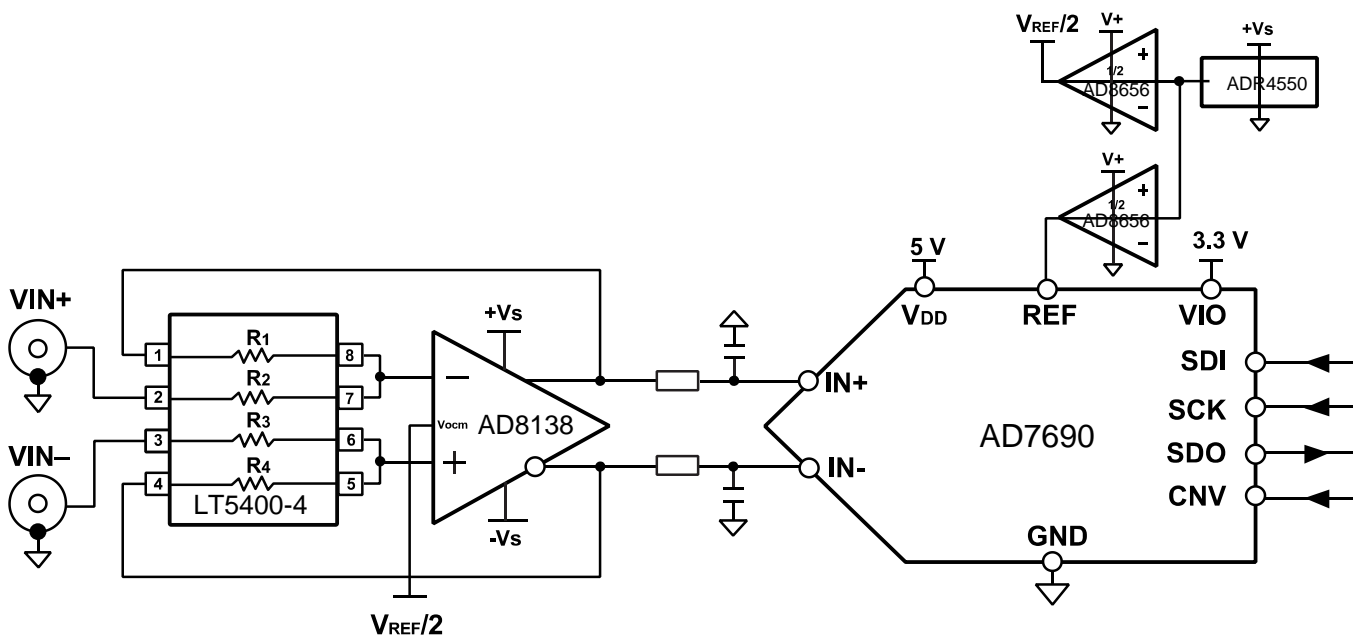 VREF/2
V+
+Vs
+
1/2
AD8656
−
ADR4550
V+
+
1/2
AD8656
−
5 V
3.3 V
VDD
REF
VIO
VIN+
VIN–
1
R1
8
2
R2
7
3
R3
6
4
R4
5
LT5400-4
+Vs
−
Vocm
AD8138
+
-Vs
VREF/2
IN+
IN-
AD7690
SDI
SCK
SDO
CNV
GND